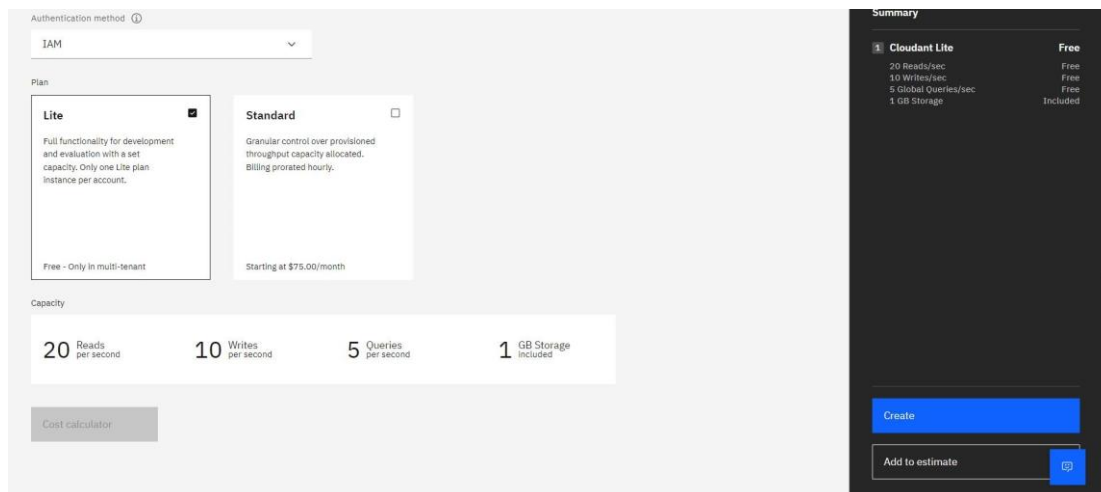 Authentication method
IAM
Plan
Lite
Full functionality for development
and evaluation with a set
capacity. Only one Lite plan
instance per account.
Free - Only in multi-tenant
Standard
Granular control over provisioned
throughput capacity allocated.
Billing prorated hourly.
Starting at $75.00/month
Capacity
20 Reads per second
10 Writes per second
5 Queries per second
1 GB Storage included
Cost calculator
Summary
1 Cloudant Lite Free
20 Reads/sec Free
10 Writes/sec Free
5 Global Queries/sec Free
1 GB Storage Included
Create
Add to estimate